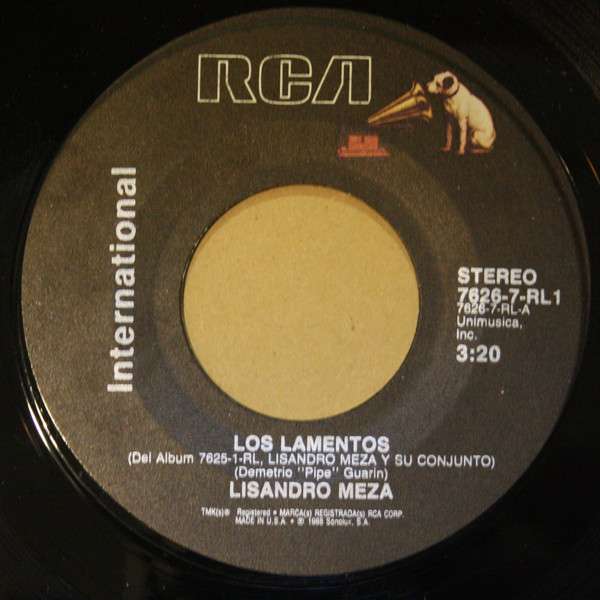 RCA
International
STEREO
7626-7-RL1
7626-7-RL-A
Unimusica,
Inc.
3:20
LOS LAMENTOS
(Del Album 7625-1-RL, LISANDRO MEZA Y SU CONJUNTO)
(Demetrio "Pipe" Guarin)
LISANDRO MEZA
TMK(s)® Registered • MARCA(s) REGISTRADA(s) RCA CORP.
MADE IN U.S.A. • ℗ 1988 Sonolux, S.A.